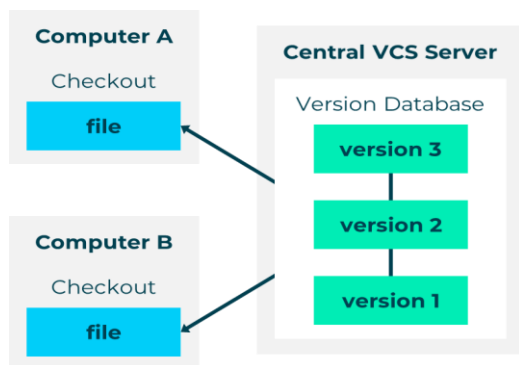 Computer A
Checkout
file
Computer B
Checkout
file
Central VCS Server
Version Database
version 3
version 2
version 1